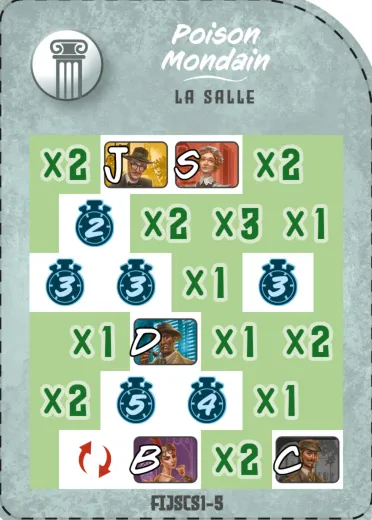 Poison
Mondain
LA SALLE
X2 J S X2
2 X2 X3 X1
3 3 X1 3
X1 D X1 X2
X2 5 4 X1
B X2 C
FIJSCS1-5